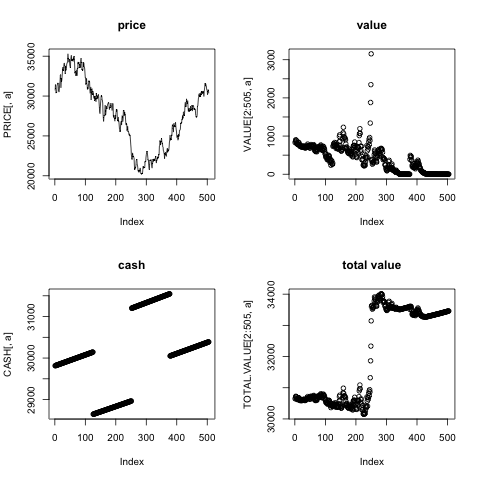 price
PRICE[, a]
20000 25000 30000 35000
0 100 200 300 400 500
Index
value
VALUE[2:505, a]
0 1000 2000 3000
0 100 200 300 400 500
Index
cash
CASH[, a]
29000 30000 31000
0 100 200 300 400 500
Index
total value
TOTAL.VALUE[2:505, a]
30000 32000 34000
0 100 200 300 400 500
Index